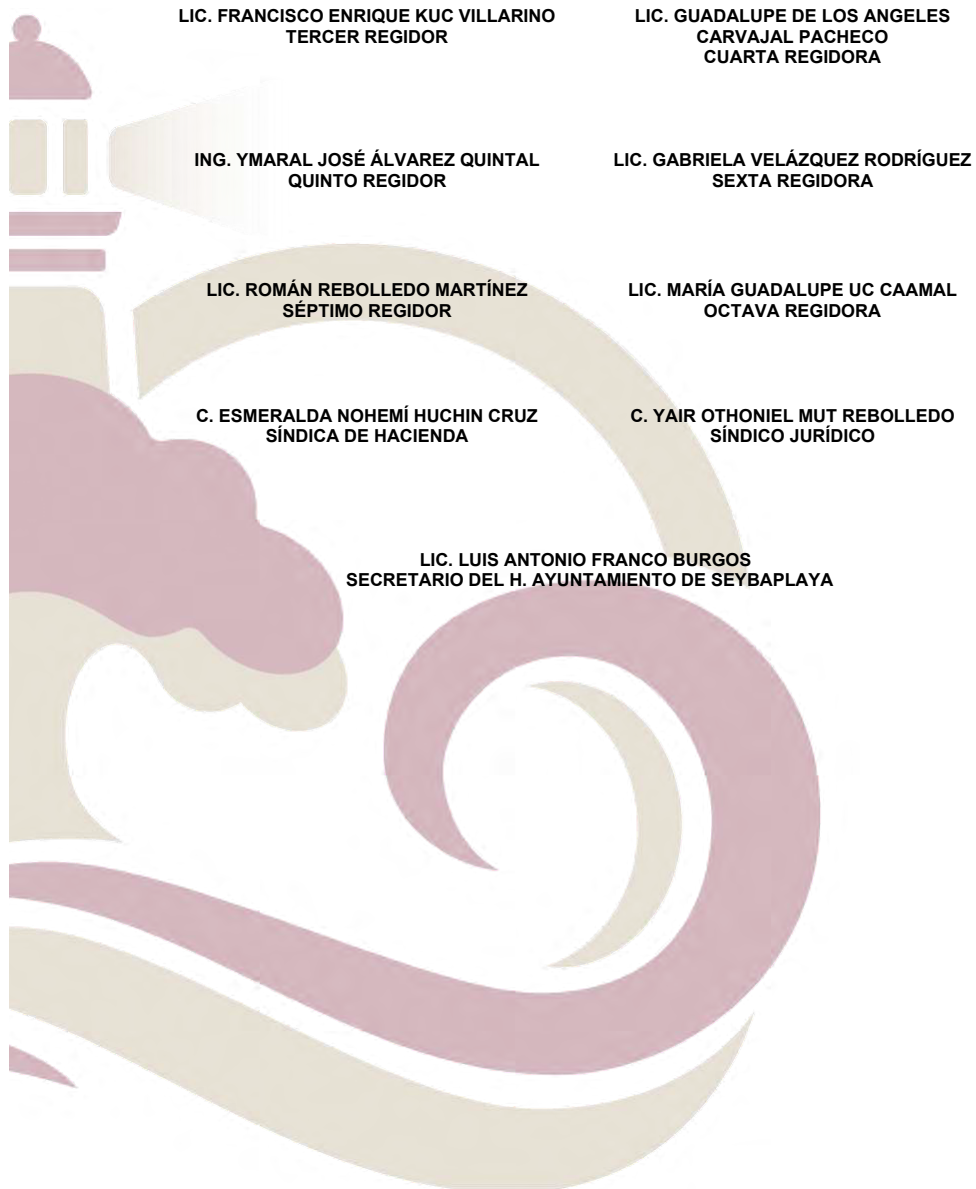 LIC. FRANCISCO ENRIQUE KUC VILLARINO
TERCER REGIDOR
LIC. GUADALUPE DE LOS ANGELES
CARVAJAL PACHECO
CUARTA REGIDORA
ING. YMARAL JOSÉ ÁLVAREZ QUINTAL
QUINTO REGIDOR
LIC. GABRIELA VELÁZQUEZ RODRÍGUEZ
SEXTA REGIDORA
LIC. ROMÁN REBOLLEDO MARTÍNEZ
SÉPTIMO REGIDOR
LIC. MARÍA GUADALUPE UC CAAMAL
OCTAVA REGIDORA
C. ESMERALDA NOHEMÍ HUCHIN CRUZ
SÍNDICA DE HACIENDA
C. YAIR OTHONIEL MUT REBOLLEDO
SÍNDICO JURÍDICO
LIC. LUIS ANTONIO FRANCO BURGOS
SECRETARIO DEL H. AYUNTAMIENTO DE SEYBAPLAYA